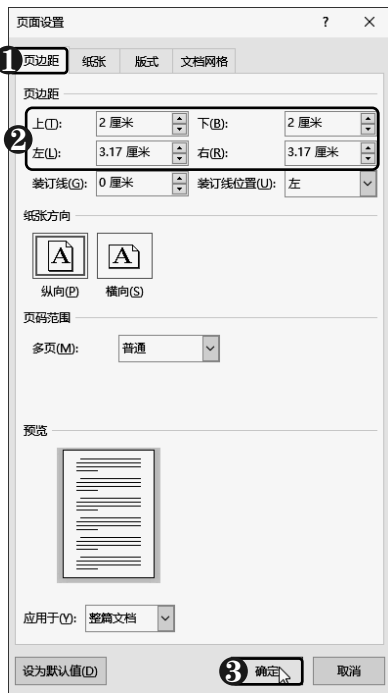 页面设置 ? ×
❶ 页边距 纸张 版式 文档网格
页边距
❷ 上(T): 2 厘米 下(B): 2 厘米
左(L): 3.17 厘米 右(R): 3.17 厘米
装订线(G): 0 厘米 装订线位置(U): 左
纸张方向
A A
纵向(P) 横向(S)
页码范围
多页(M): 普通
预览
应用于(Y): 整篇文档
设为默认值(D) ❸ 确定 取消